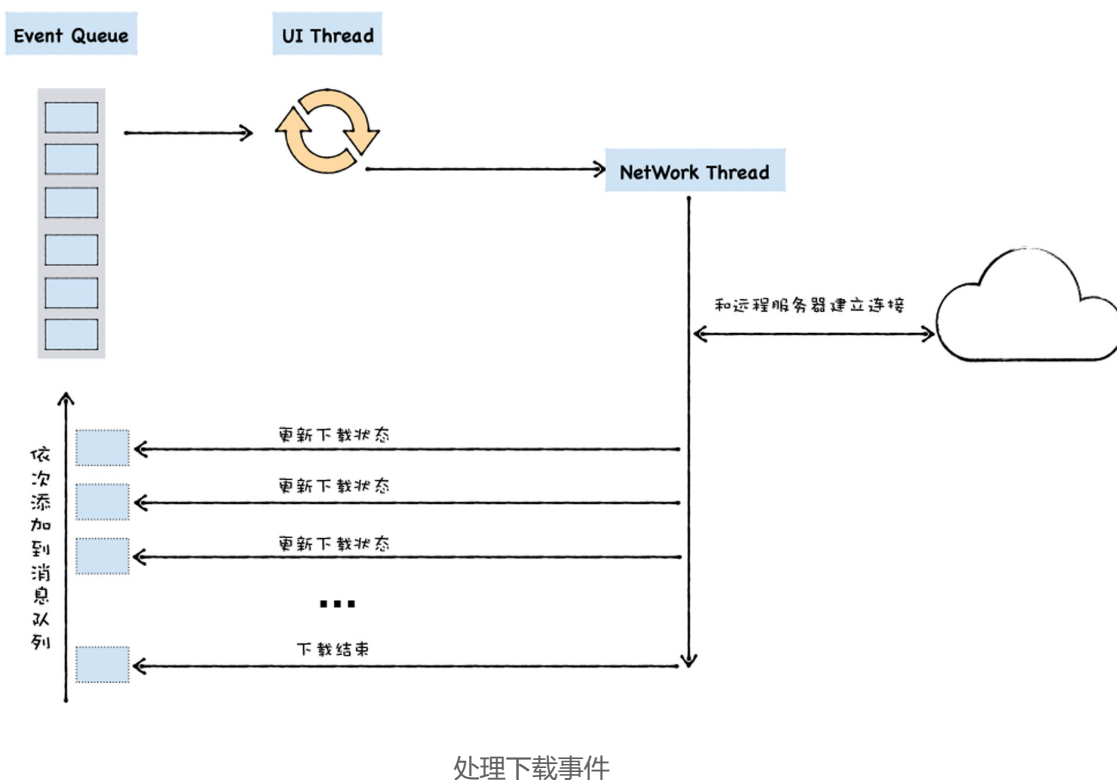 Event Queue
UI Thread
NetWork Thread
和远程服务器建立连接
更新下载状态
更新下载状态
更新下载状态
...
下载结束
依次添加到消息队列
处理下载事件